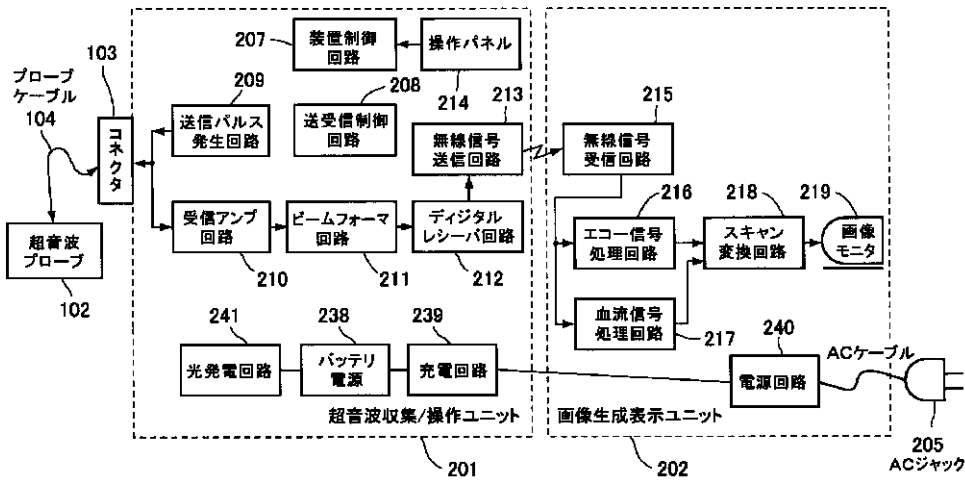 207
装置制御
回路
操作パネル
214
103
プローブ
ケーブル
104
コネクタ
209
送信パルス
発生回路
208
送受信制御
回路
213
無線信号
送信回路
215
無線信号
受信回路
超音波
プローブ
102
受信アンプ
回路
210
ビームフォーマ
回路
211
ディジタル
レシーバ回路
212
216
エコー信号
処理回路
218
スキャン
変換回路
219
画像
モニタ
血流信号
処理回路
217
241
光発電回路
238
バッテリ
電源
239
充電回路
240
電源回路
ACケーブル
205
ACジャック
超音波収集/操作ユニット
201
画像生成表示ユニット
202